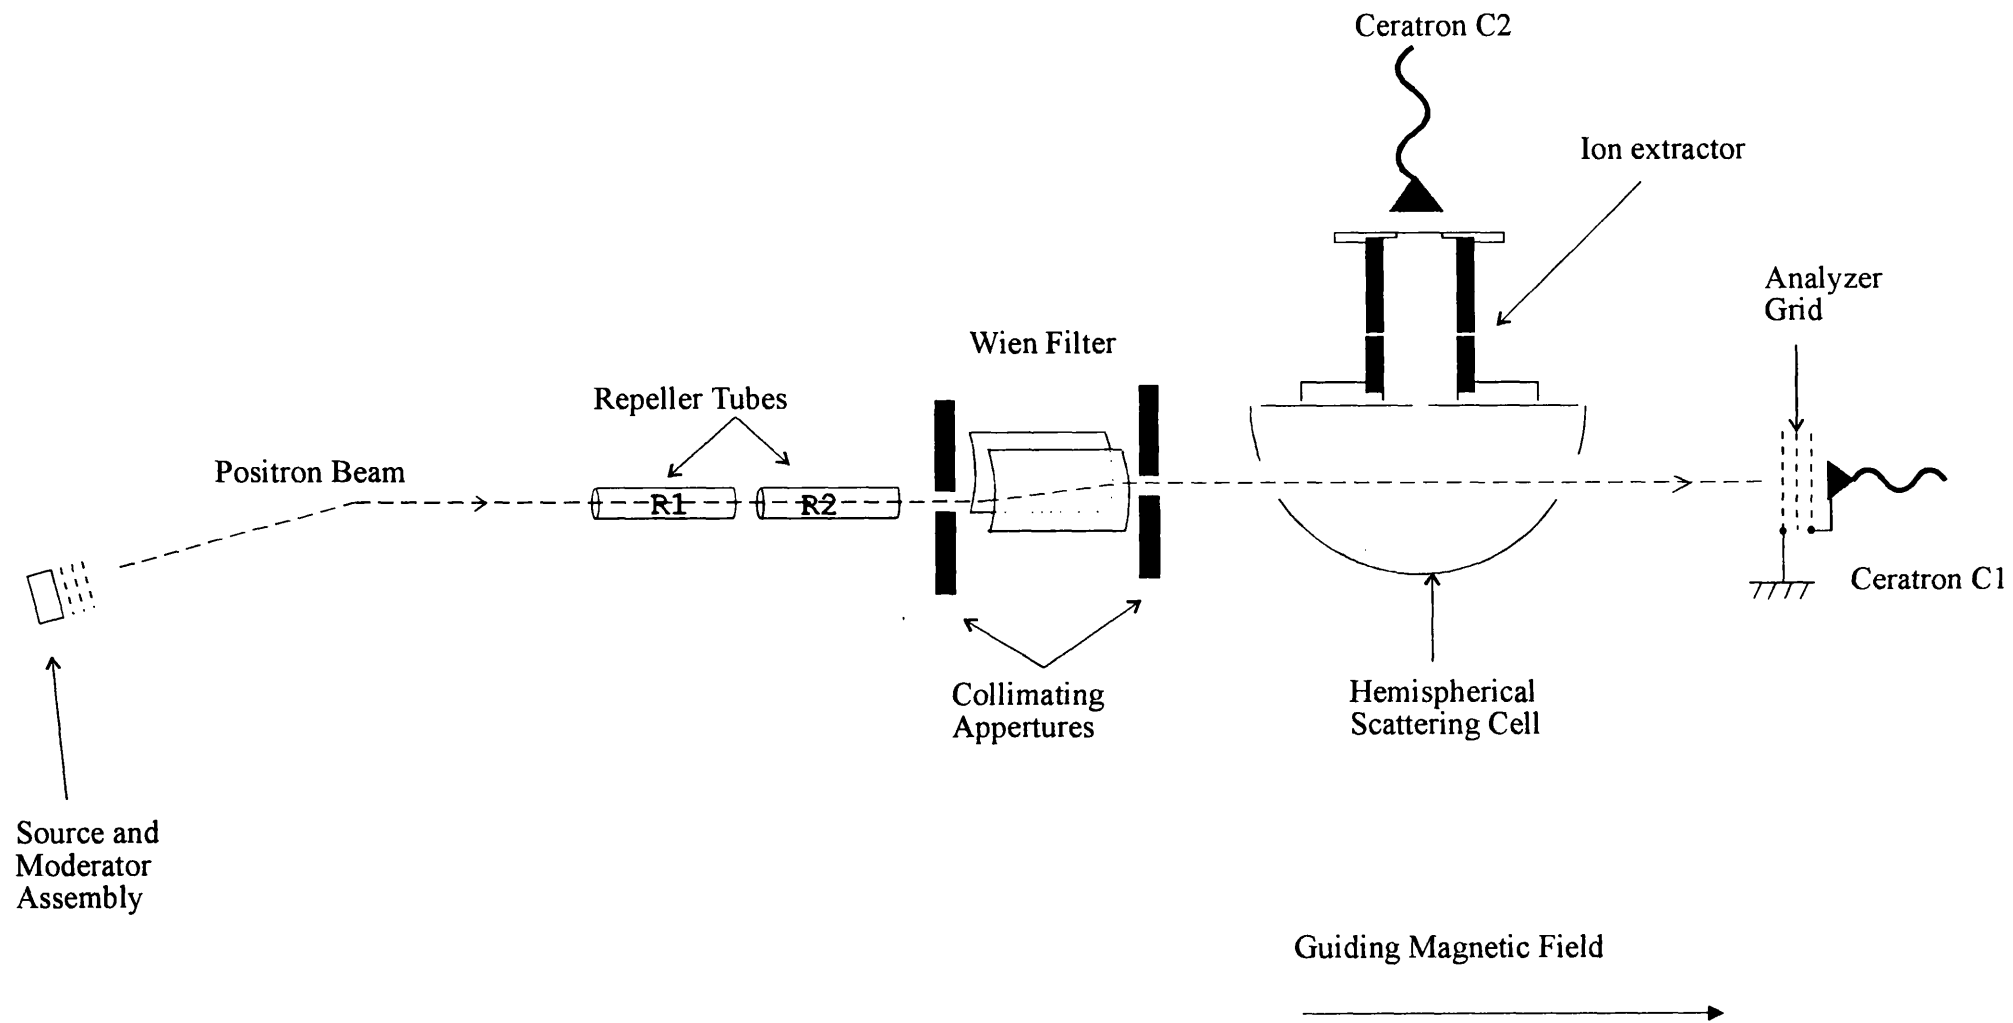 Ceratron C2
Ion extractor
Analyzer
Grid
Wien Filter
Repeller Tubes
Positron Beam
R1
R2
Ceratron C1
Collimating
Appertures
Hemispherical
Scattering Cell
Source and
Moderator
Assembly
Guiding Magnetic Field